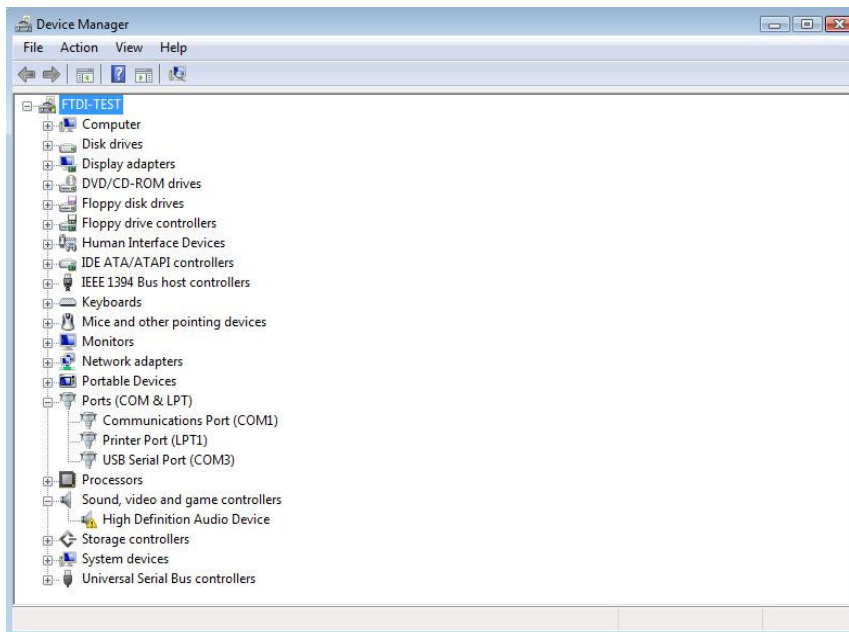 Device Manager
File Action View Help
FTDI-TEST
Computer
Disk drives
Display adapters
DVD/CD-ROM drives
Floppy disk drives
Floppy drive controllers
Human Interface Devices
IDE ATA/ATAPI controllers
IEEE 1394 Bus host controllers
Keyboards
Mice and other pointing devices
Monitors
Network adapters
Portable Devices
Ports (COM & LPT)
Communications Port (COM1)
Printer Port (LPT1)
USB Serial Port (COM3)
Processors
Sound, video and game controllers
High Definition Audio Device
Storage controllers
System devices
Universal Serial Bus controllers